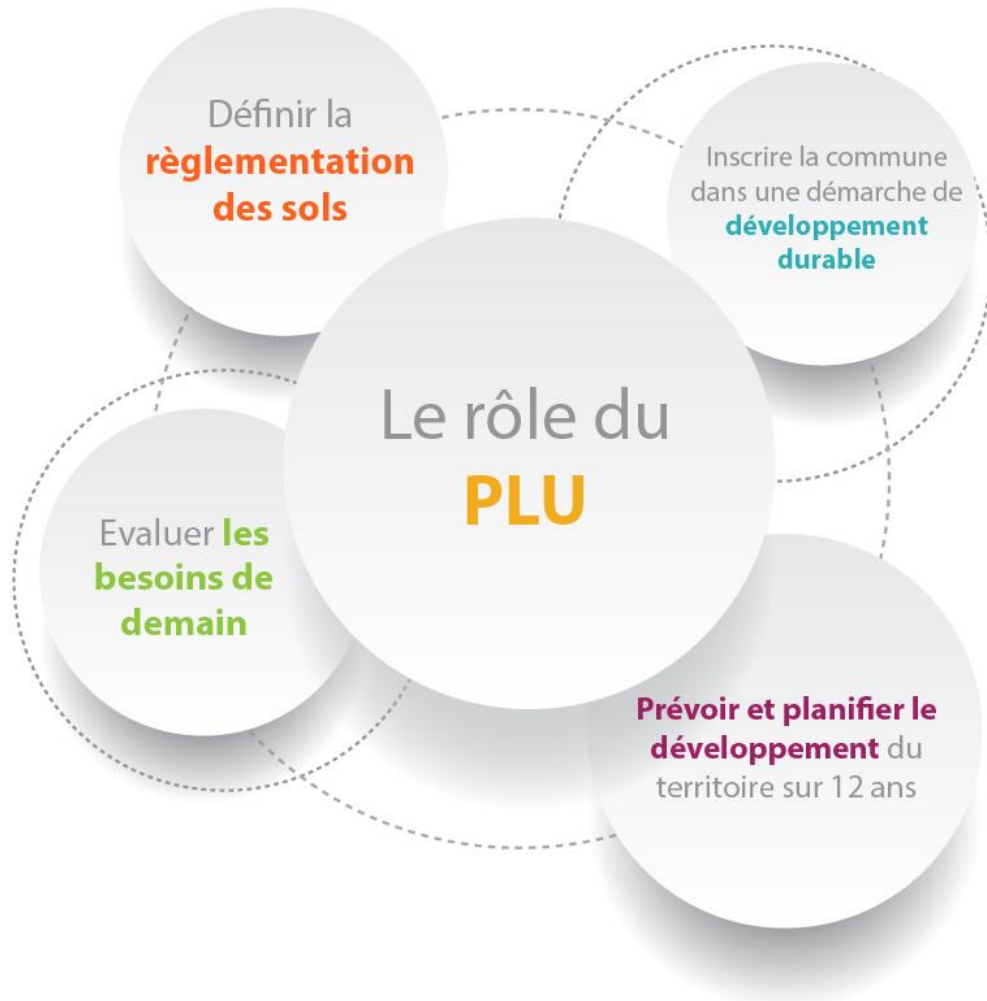 Définir la
règlementation
des sols
Inscrire la commune
dans une démarche de
développement
durable
Le rôle du
PLU
Evaluer les
besoins de
demain
Prévoir et planifier le
développement du
territoire sur 12 ans